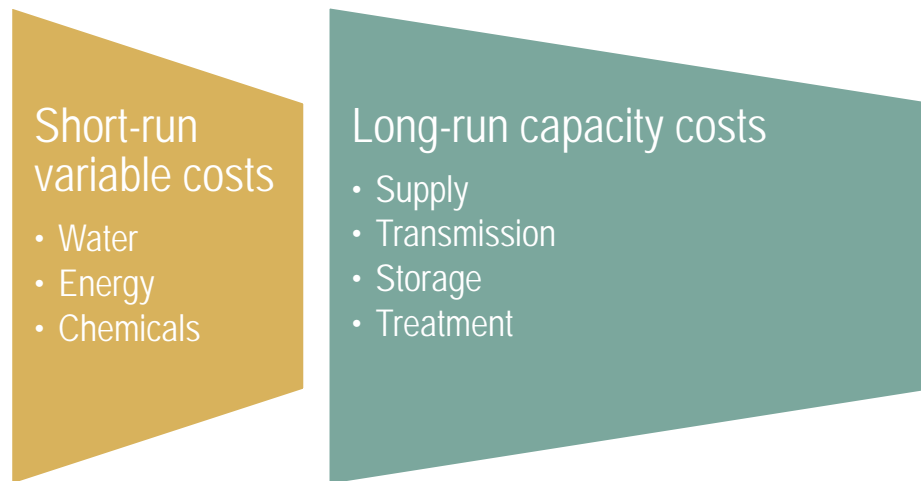 Short-run
variable costs
• Water
• Energy
• Chemicals
Long-run capacity costs
• Supply
• Transmission
• Storage
• Treatment